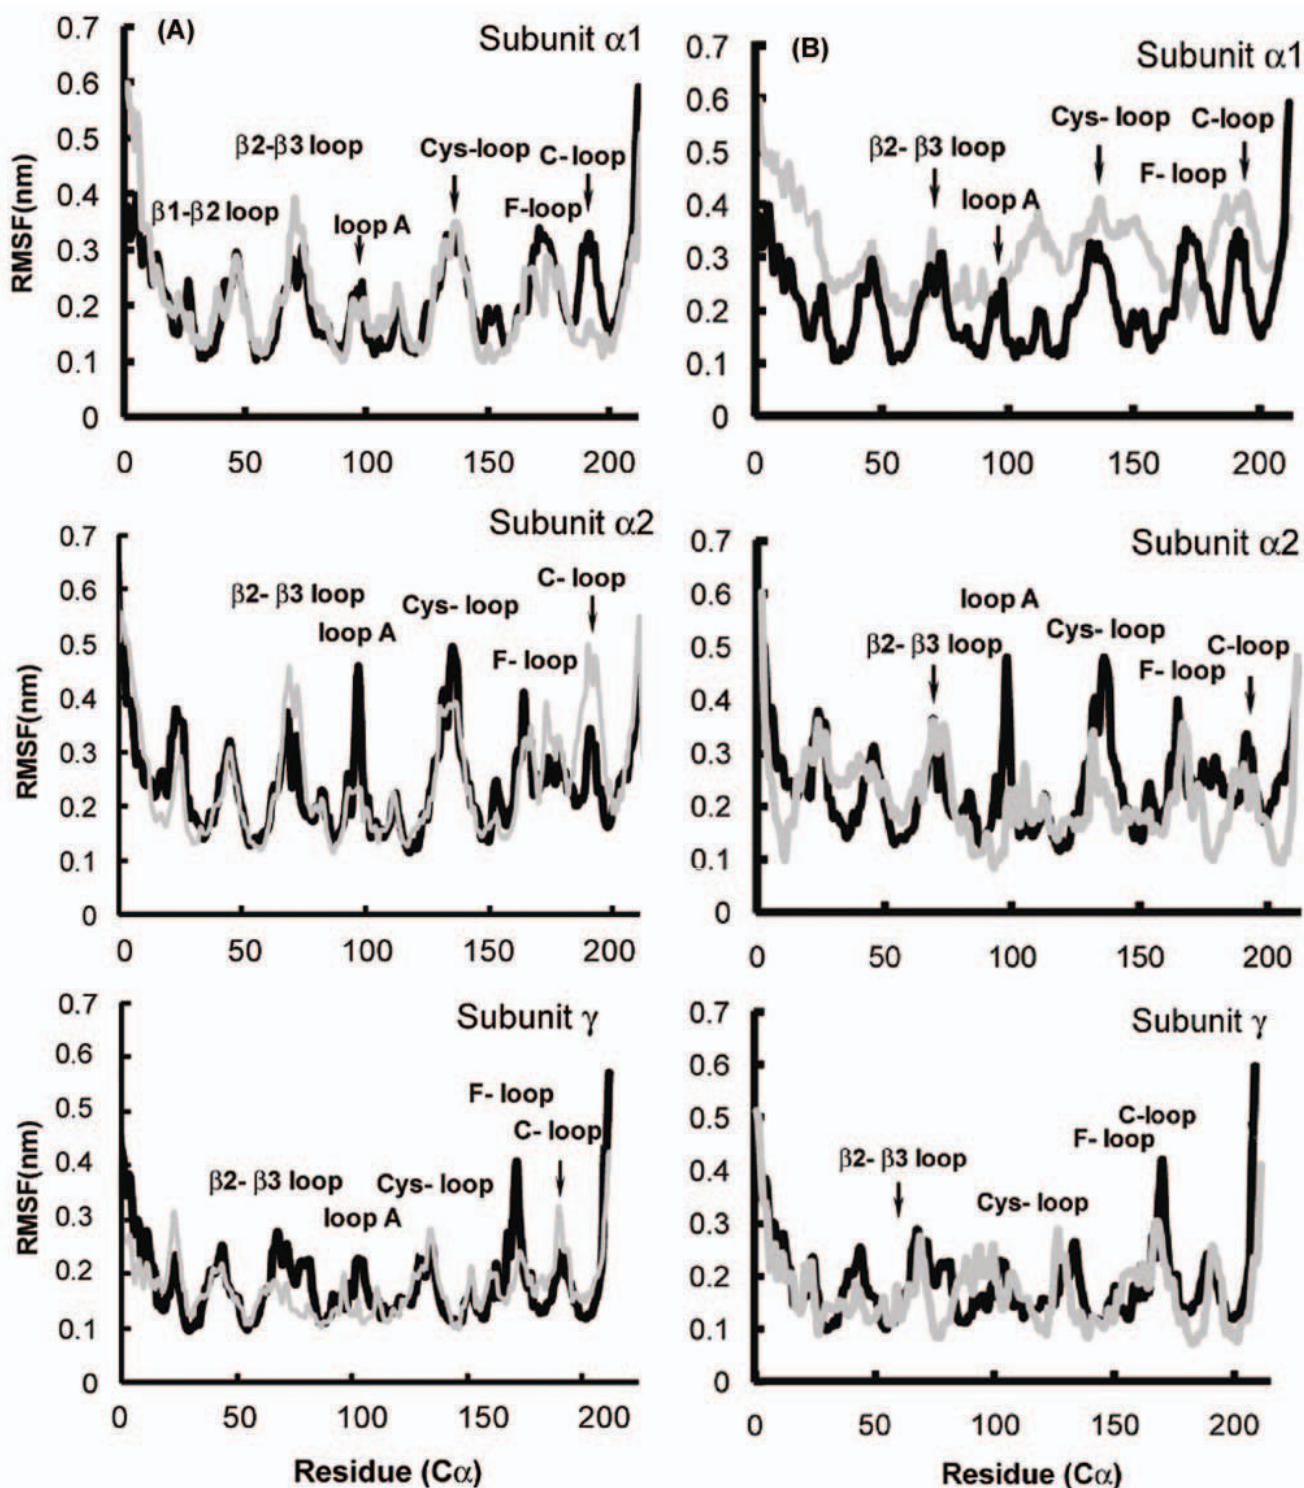 (A)
Subunit α1
RMSF(nm)
0.7
0.6
0.5
0.4
0.3
0.2
0.1
0
β2-β3 loop
Cys-loop
C- loop
β1-β2 loop
loop A
F-loop
0 50 100 150 200
(B)
Subunit α1
0.7
0.6
0.5
0.4
0.3
0.2
0.1
0
Cys- loop
C-loop
β2- β3 loop
F- loop
loop A
0 50 100 150 200
Subunit α2
RMSF(nm)
0.7
0.6
0.5
0.4
0.3
0.2
0.1
0
C- loop
β2- β3 loop
Cys- loop
loop A
F- loop
0 50 100 150 200
Subunit α2
0.7
0.6
0.5
0.4
0.3
0.2
0.1
0
loop A
Cys- loop
β2- β3 loop
C-loop
F- loop
0 50 100 150 200
Subunit γ
RMSF(nm)
0.7
0.6
0.5
0.4
0.3
0.2
0.1
0
F- loop
C- loop
β2- β3 loop
Cys- loop
loop A
0 50 100 150 200
Residue (Cα)
Subunit γ
0.7
0.6
0.5
0.4
0.3
0.2
0.1
0
C-loop
F- loop
β2- β3 loop
Cys- loop
0 50 100 150 200
Residue (Cα)